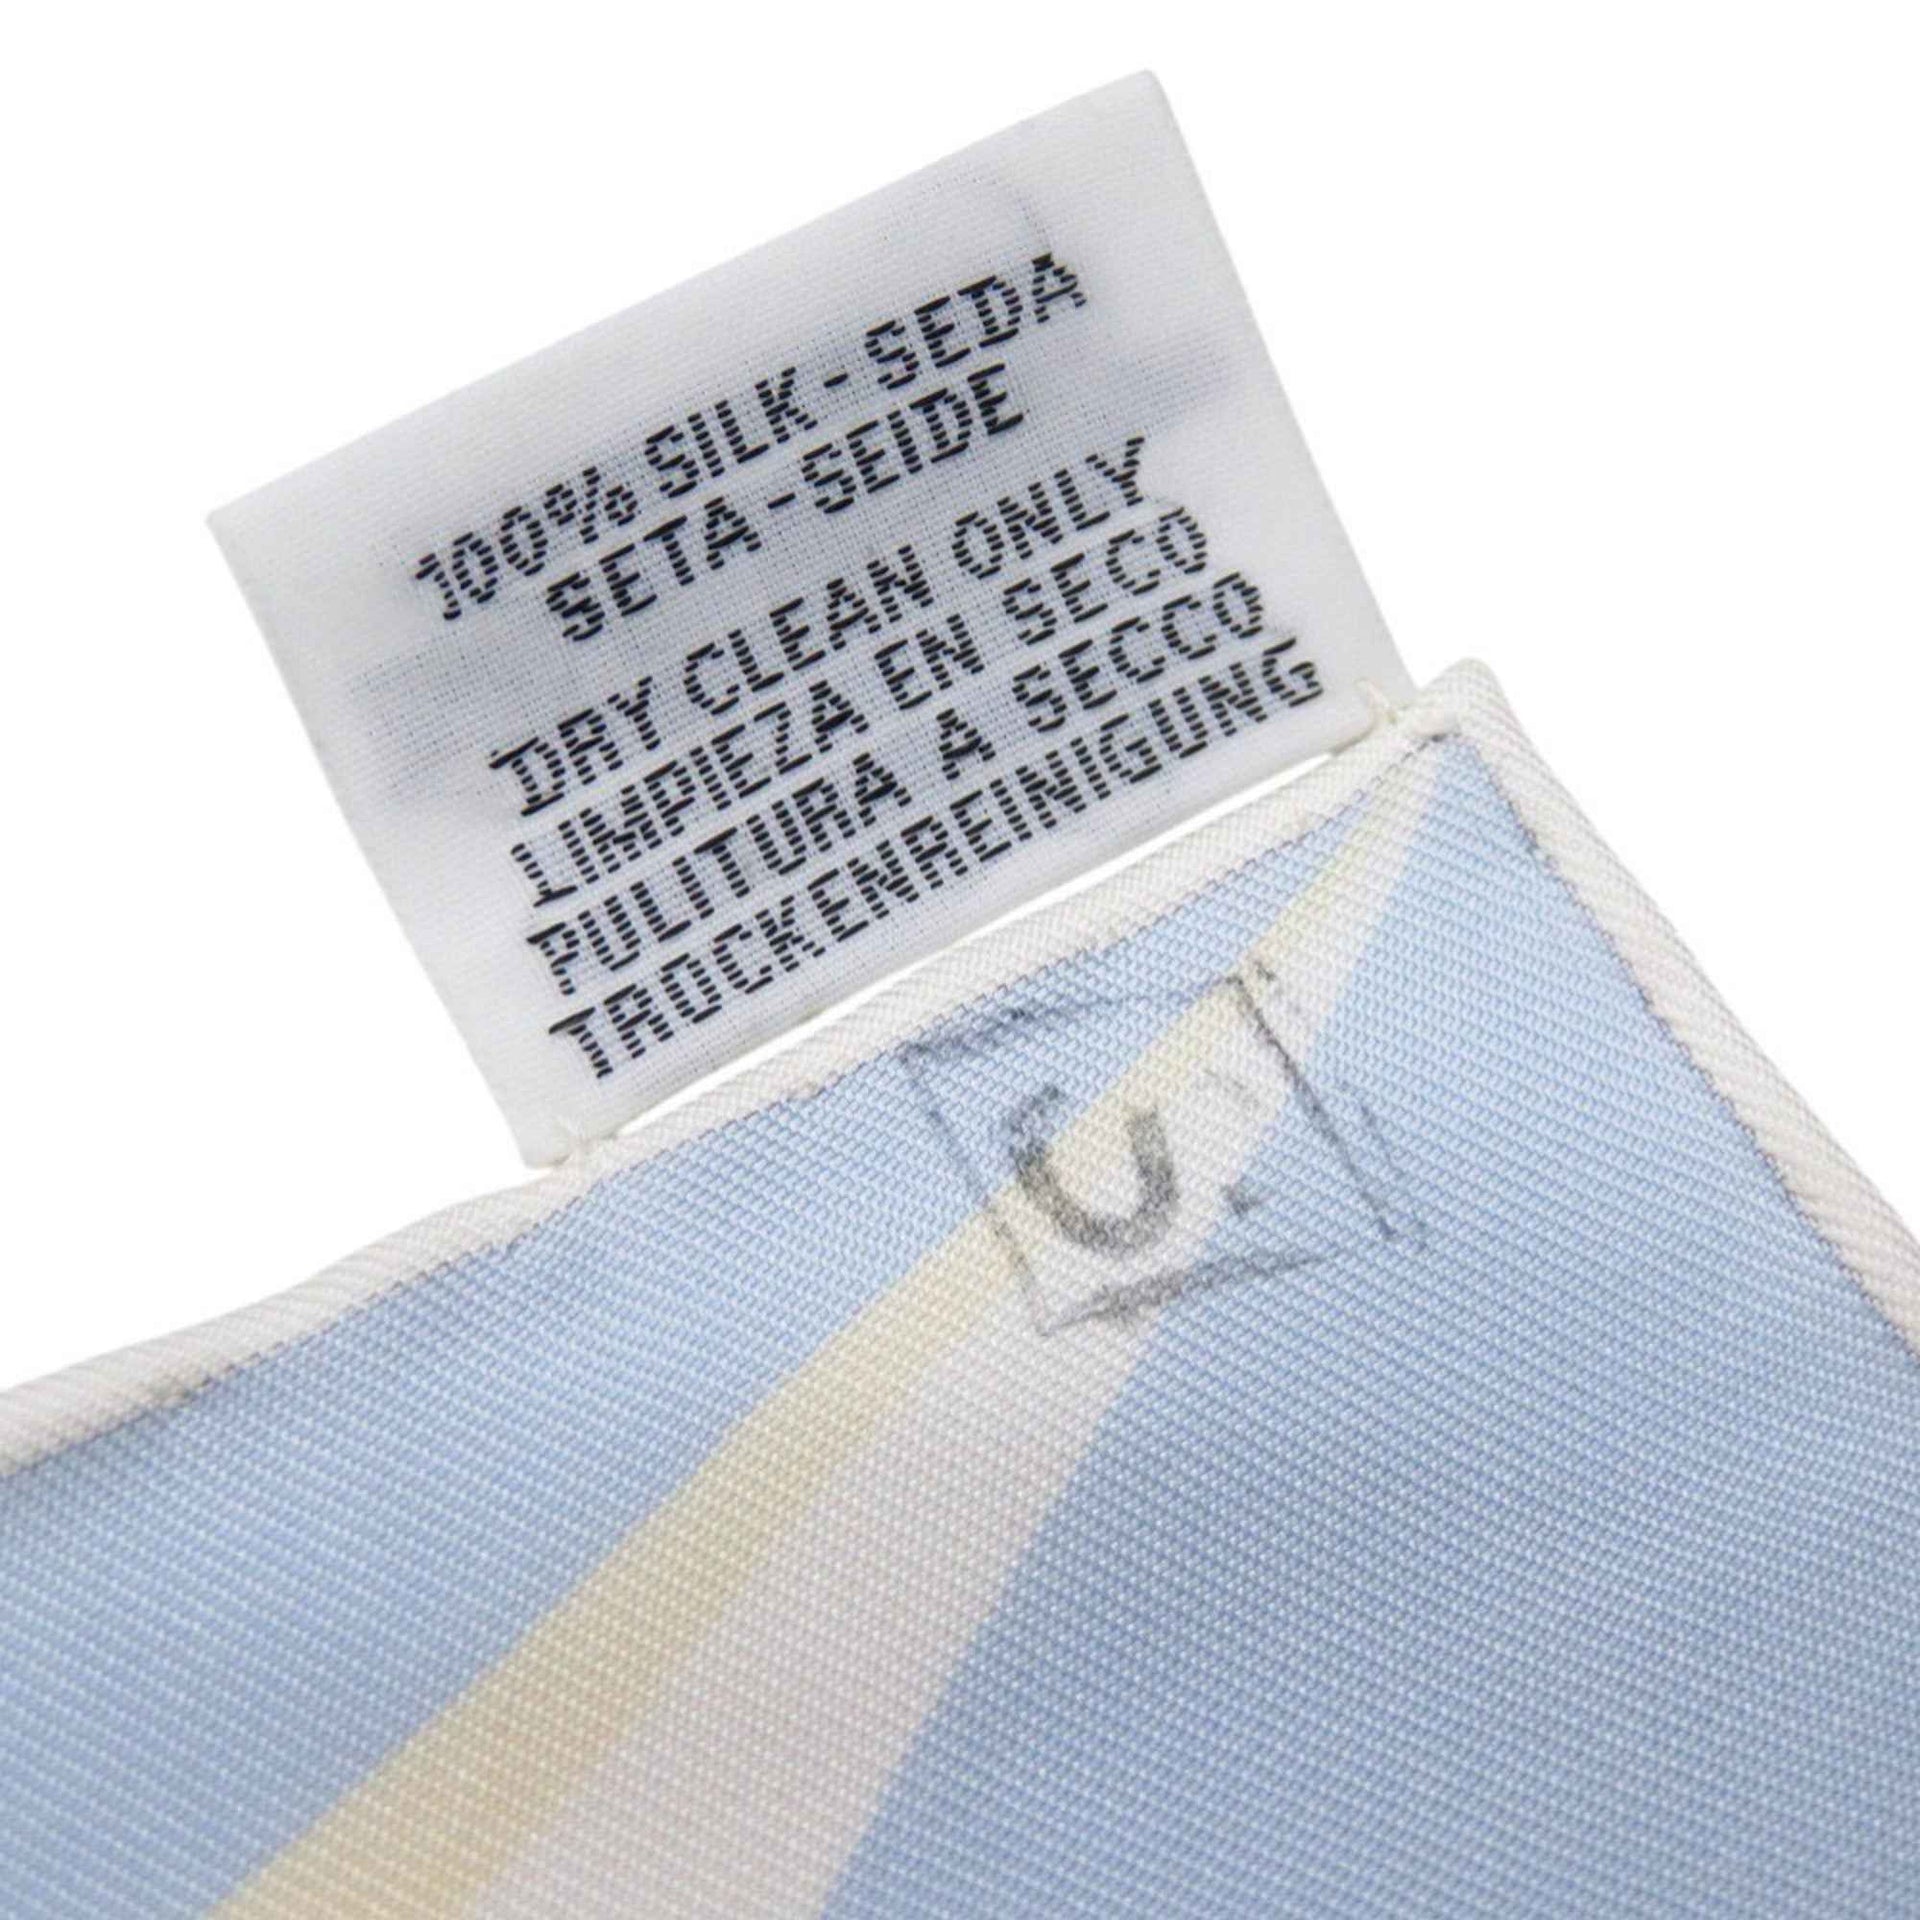 100% SILK - SEDA
SETA - SEIDE
DRY CLEAN ONLY
LIMPIEZA EN SECO
PULITURA A SECCO
TROCKENREINIGUNG